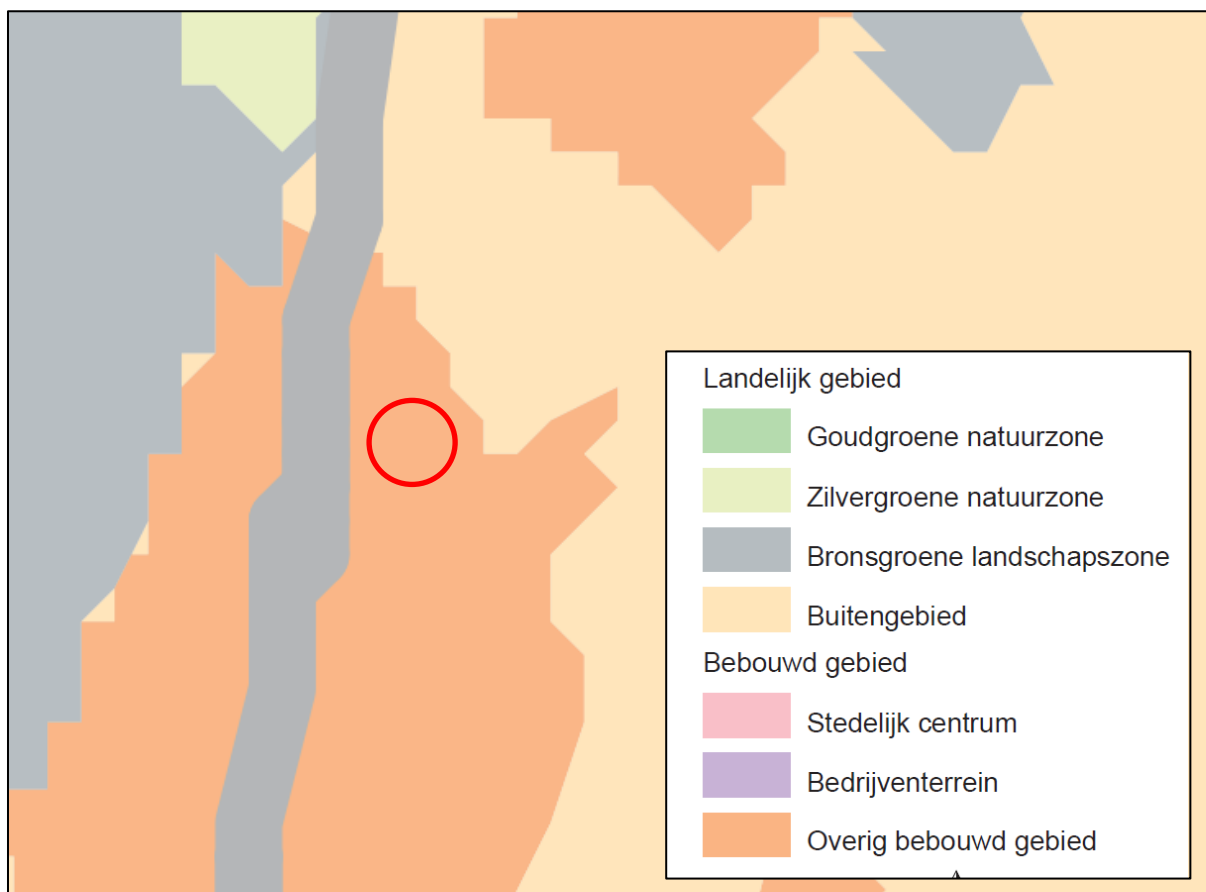 Landelijk gebied
Goudgroene natuurzone
Zilvergroene natuurzone
Bronsgroene landschapszone
Buitengebied
Bebouwd gebied
Stedelijk centrum
Bedrijventerrein
Overig bebouwd gebied